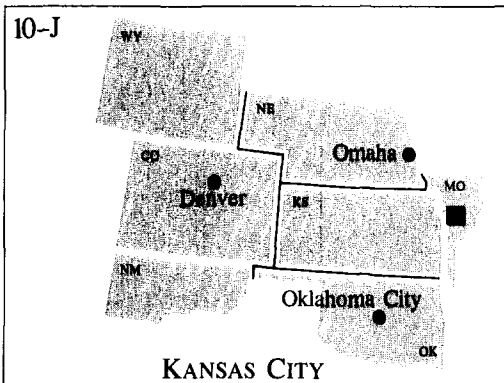 10-J
WY
NE
Omaha
CO
Denver
MO
KS
NM
Oklahoma City
OK
KANSAS CITY